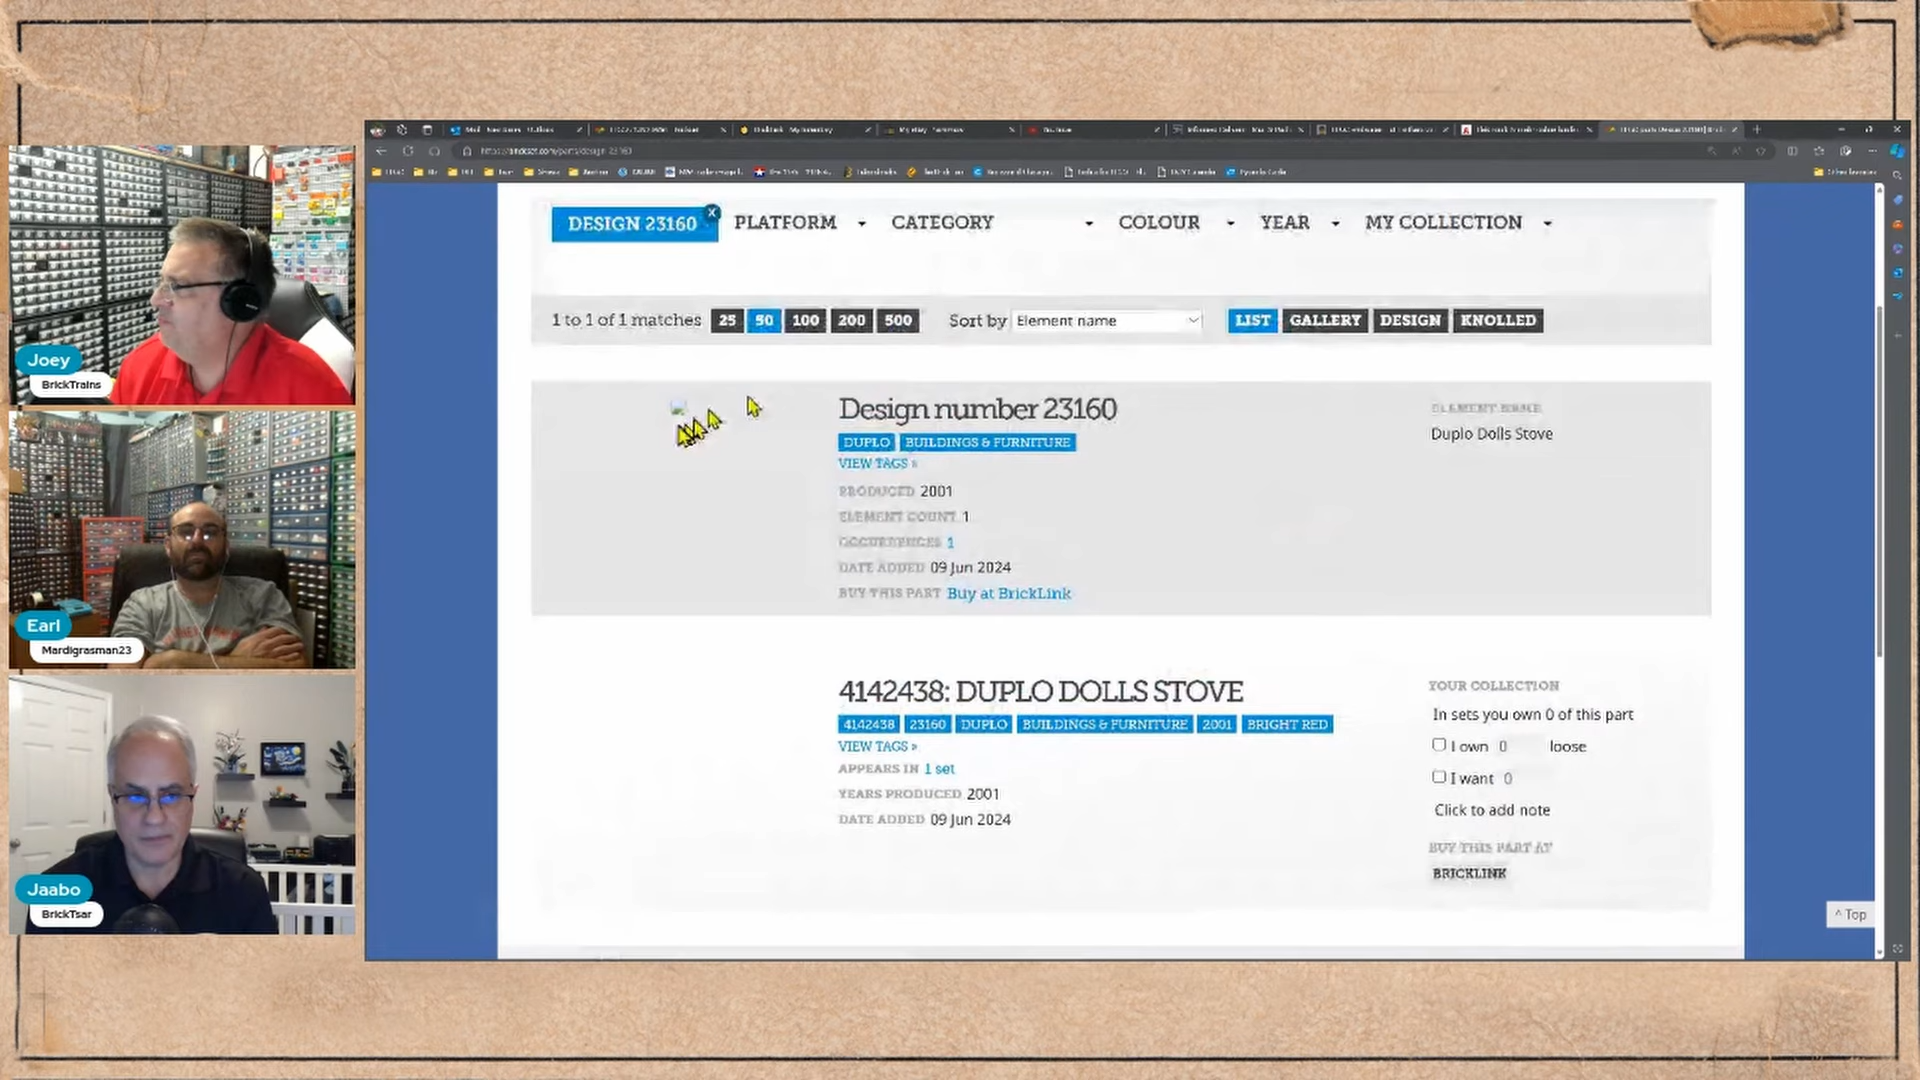 DESIGN 23160 X PLATFORM CATEGORY COLOUR YEAR MY COLLECTION
1 to 1 of 1 matches 25 50 100 200 500 Sort by Element name LIST GALLERY DESIGN KNOLLED
Design number 23160
DUPLO BUILDINGS & FURNITURE
VIEW TAGS »
PRODUCED 2001
ELEMENT COUNT 1
OCCURRENCES 1
DATE ADDED 09 Jun 2024
BUY THIS PART Buy at BrickLink
ELEMENT NAME
Duplo Dolls Stove
4142438: DUPLO DOLLS STOVE
4142438 23160 DUPLO BUILDINGS & FURNITURE 2001 BRIGHT RED
VIEW TAGS »
APPEARS IN 1 set
YEARS PRODUCED 2001
DATE ADDED 09 Jun 2024
YOUR COLLECTION
In sets you own 0 of this part
I own 0 loose
I want 0
Click to add note
BUY THIS PART AT
BRICKLINK
^ Top
Joey
BrickTrains
Earl
Mardigrasman23
Jaabo
BrickTsar